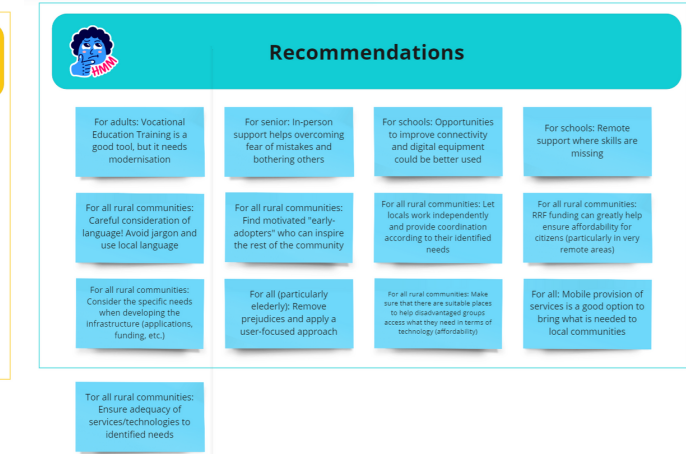 HMM
Recommendations
For adults: Vocational
Education Training is a
good tool, but it needs
modernisation
For senior: In-person
support helps overcoming
fear of mistakes and
bothering others
For schools: Opportunities
to improve connectivity
and digital equipment
could be better used
For schools: Remote
support where skills are
missing
For all rural communities:
Careful consideration of
language! Avoid jargon and
use local language
For all rural communities:
Find motivated "early-
adopters" who can inspire
the rest of the community
For all rural communities: Let
locals work independently
and provide coordination
according to their identified
needs
For all rural communities:
RRF funding can greatly help
ensure affordability for
citizens (particularly in very
remote areas)
For all rural communities:
Consider the specific needs
when developing the
infrastructure (applications,
funding, etc.)
For all (particularly
elederly): Remove
prejudices and apply a
user-focused approach
For all rural communities: Make
sure that there are suitable places
to help disadvantaged groups
access what they need in terms of
technology (affordability)
For all: Mobile provision of
services is a good option to
bring what is needed to
local communities
Tor all rural communities:
Ensure adequacy of
services/technologies to
identified needs